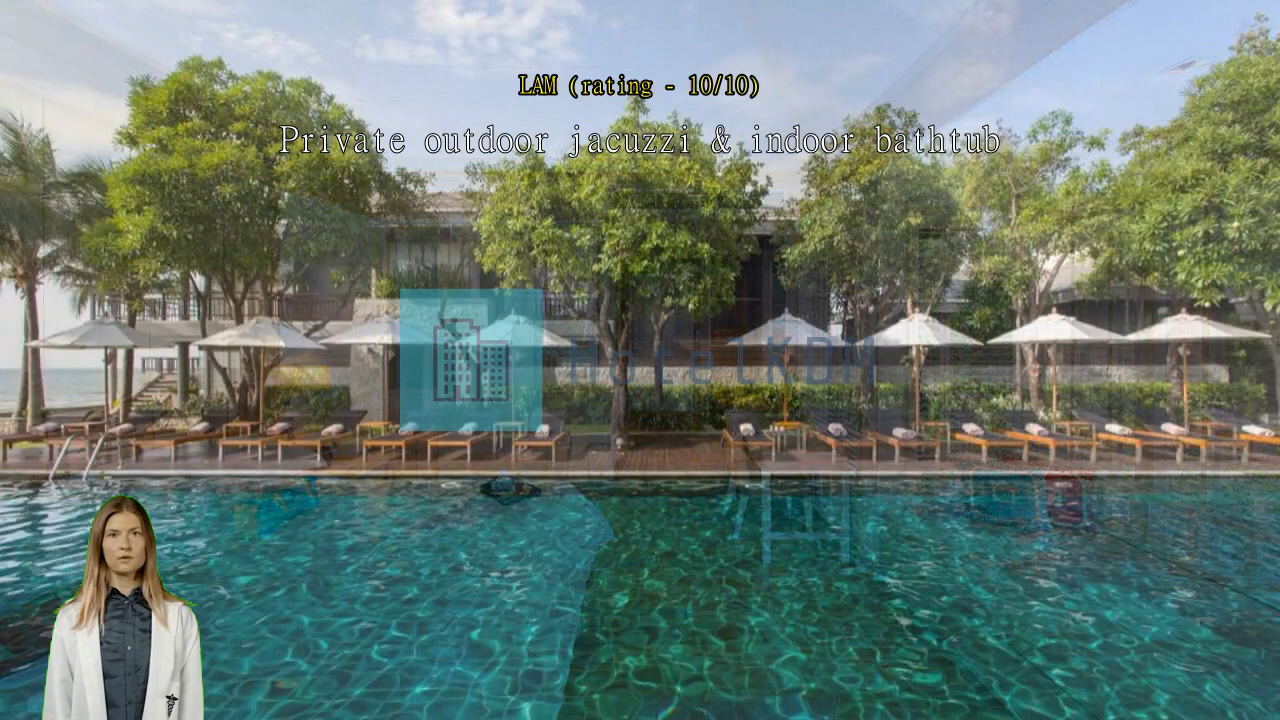 LAM (rating - 10/10)
Private outdoor jacuzzi & indoor bathtub
HotelKDM